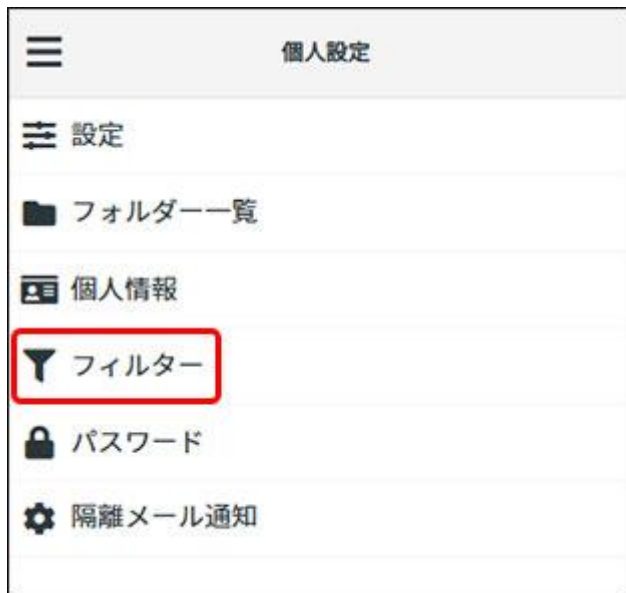 個人設定
設定
フォルダー一覧
個人情報
フィルター
パスワード
隔離メール通知